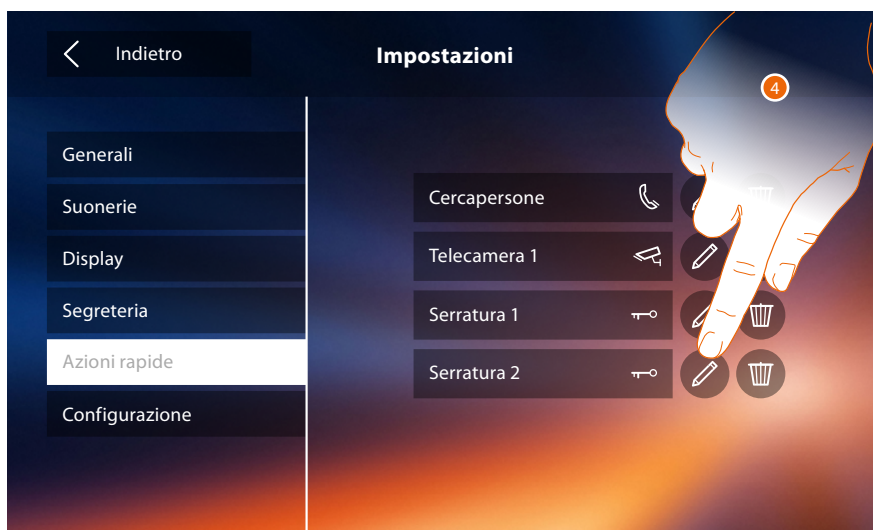 Indietro
Impostazioni
4
Generali
Suonerie
Display
Segreteria
Azioni rapide
Configurazione
Cercapersone
Telecamera 1
Serratura 1
Serratura 2